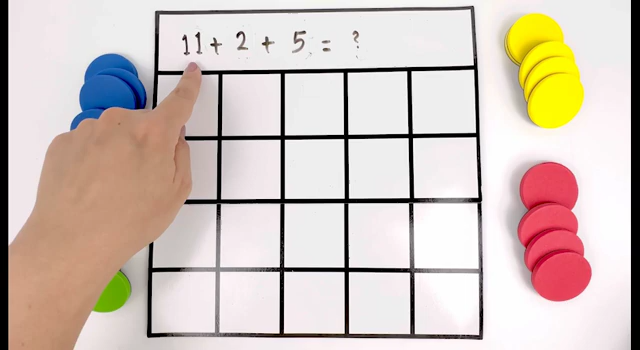 11 + 2 + 5 = ?